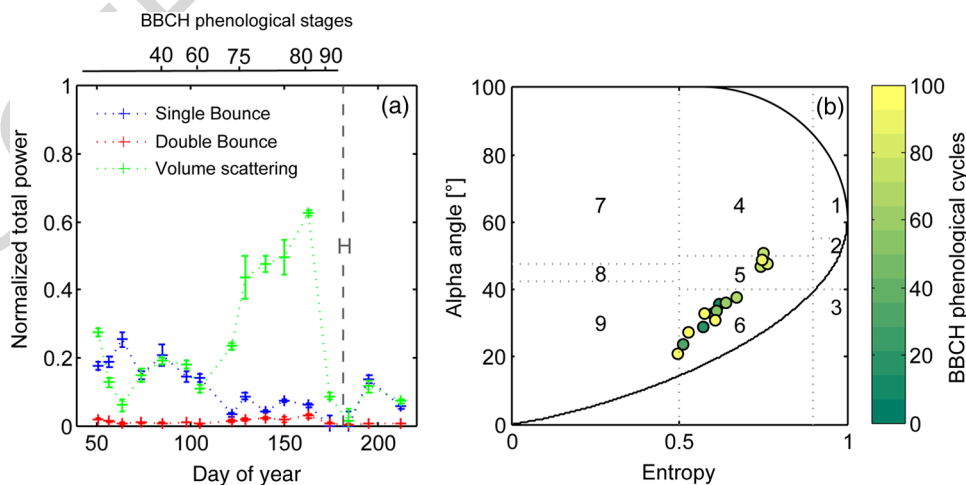 BBCH phenological stages
40 60 75 80 90
(a)
Single Bounce
Double Bounce
Volume scattering
H
1
0.8
0.6
0.4
0.2
0
50 100 150 200
Day of year
Normalized total power
(b)
100
80
60
40
20
0
7 4 1
2
8 5
3
9 6
0 0.5 1
Entropy
Alpha angle [°]
100
80
60
40
20
0
BBCH phenological cycles